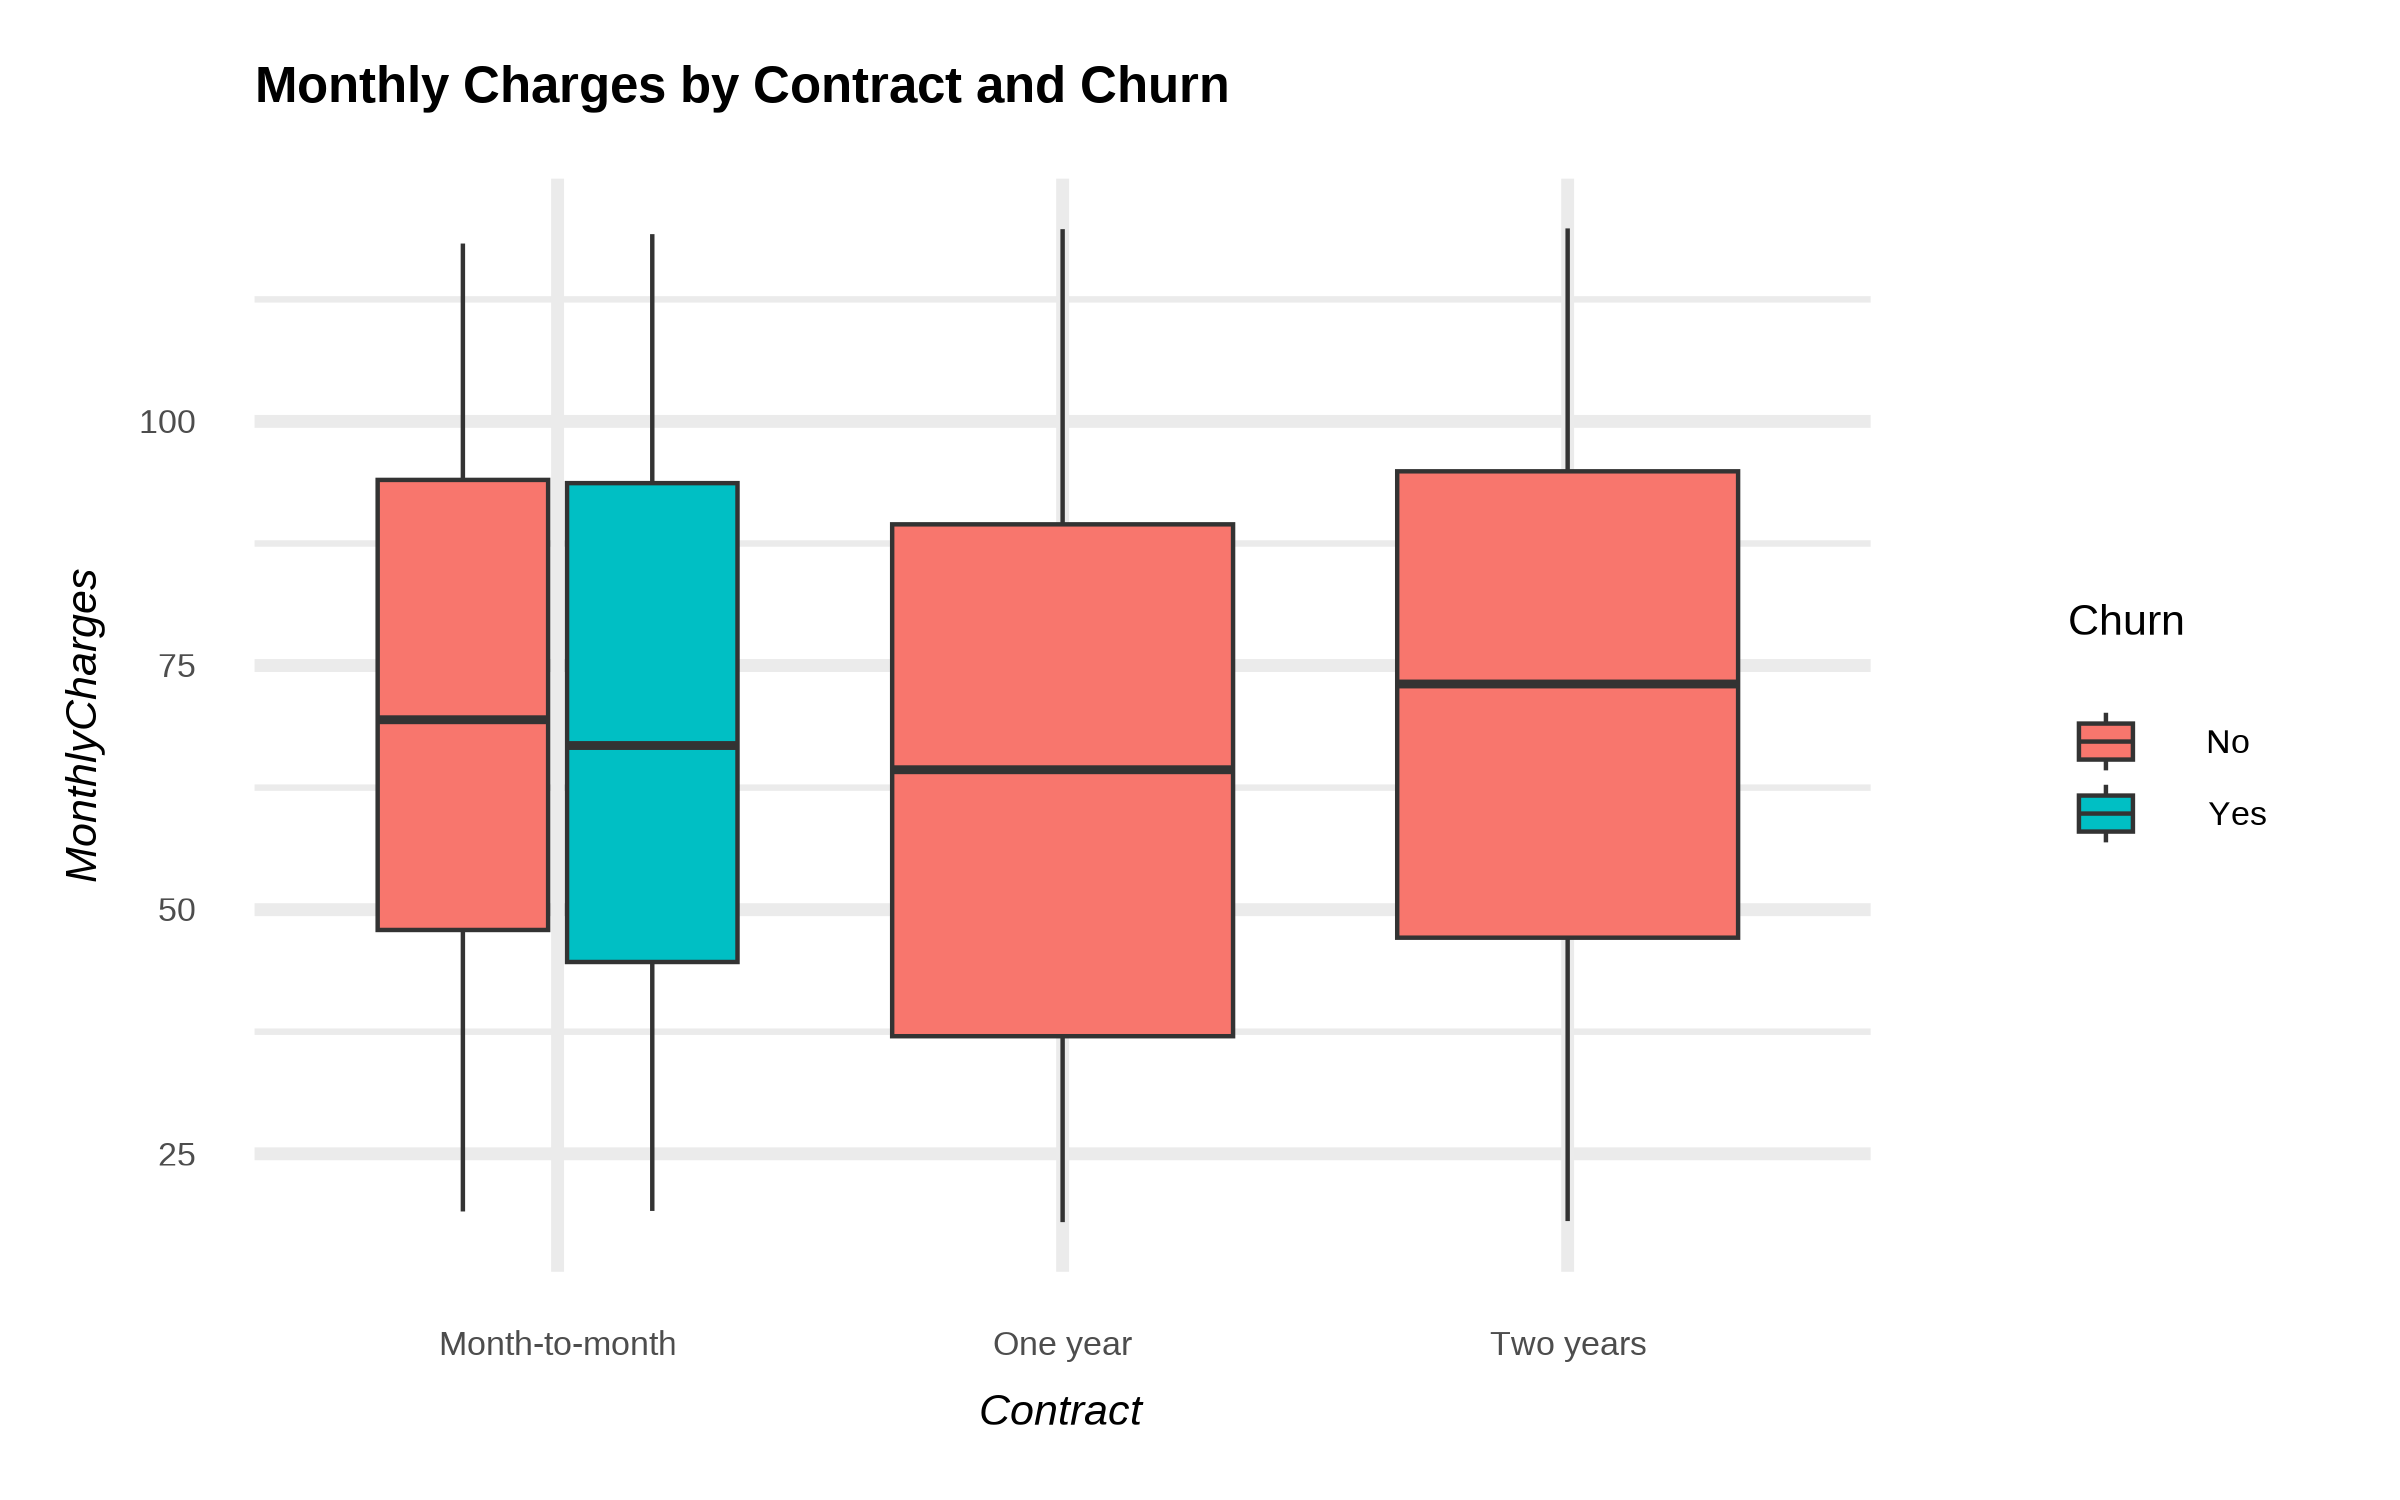 Monthly Charges by Contract and Churn
MonthlyCharges
100
75
50
25
Month-to-month
One year
Two years
Contract
Churn
No
Yes